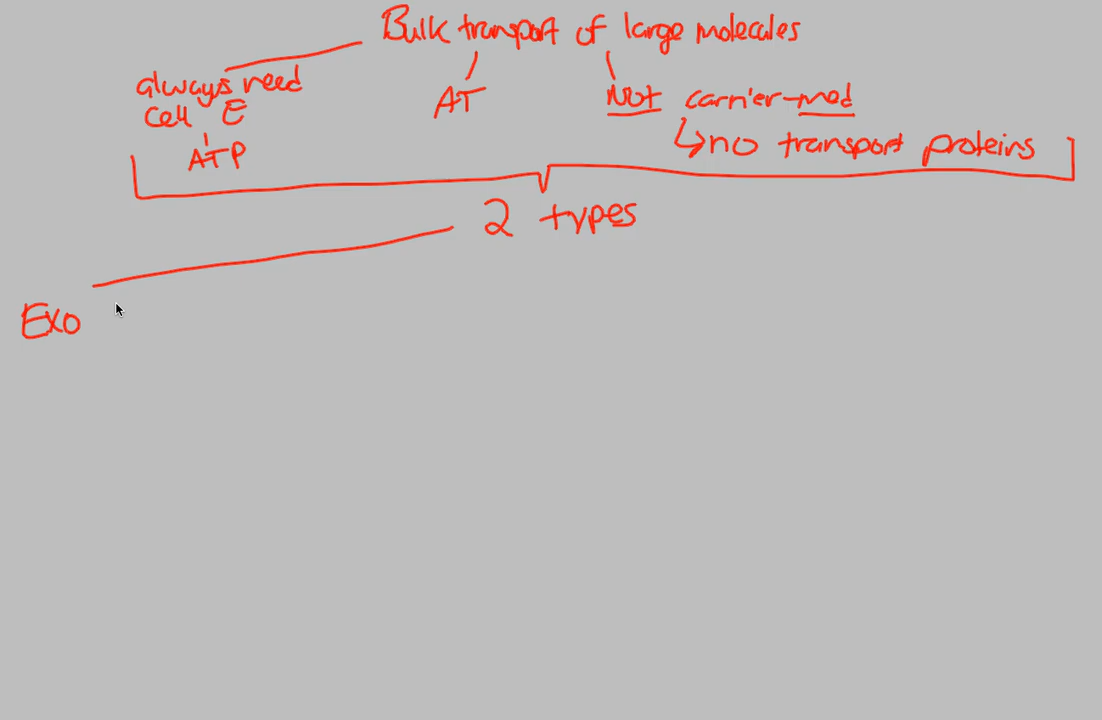 Bulk transport of large molecules
always need
cell E
ATP
AT
Not carrier-med
no transport proteins
2 types
Exo